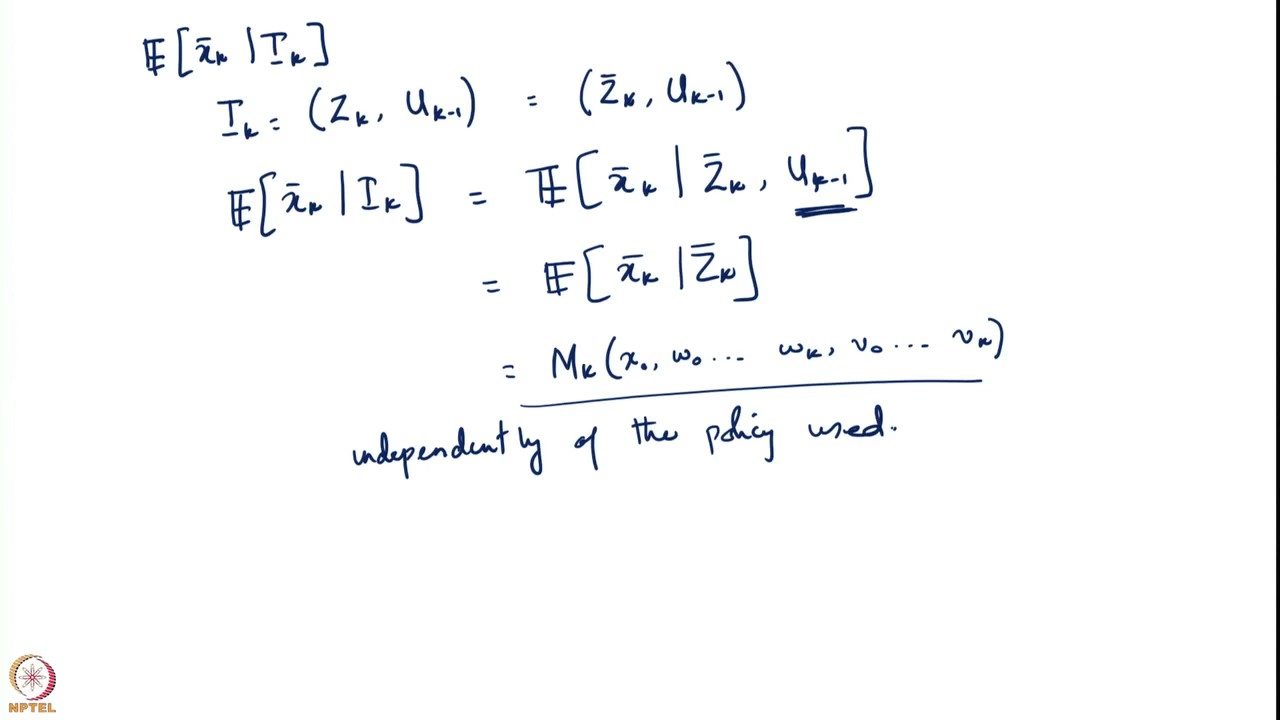 𝔼[x̄ₖ | Iₖ]
Iₖ = (Zₖ, Uₖ₋₁) = (Z̄ₖ, Uₖ₋₁)
𝔼[x̄ₖ | Iₖ] = 𝔼[x̄ₖ | Z̄ₖ, Uₖ₋₁]
= 𝔼[x̄ₖ | Z̄ₖ]
= Mₖ(x₀, w₀ ... wₖ, v₀ ... vₖ)
independently of the policy used.
NPTEL